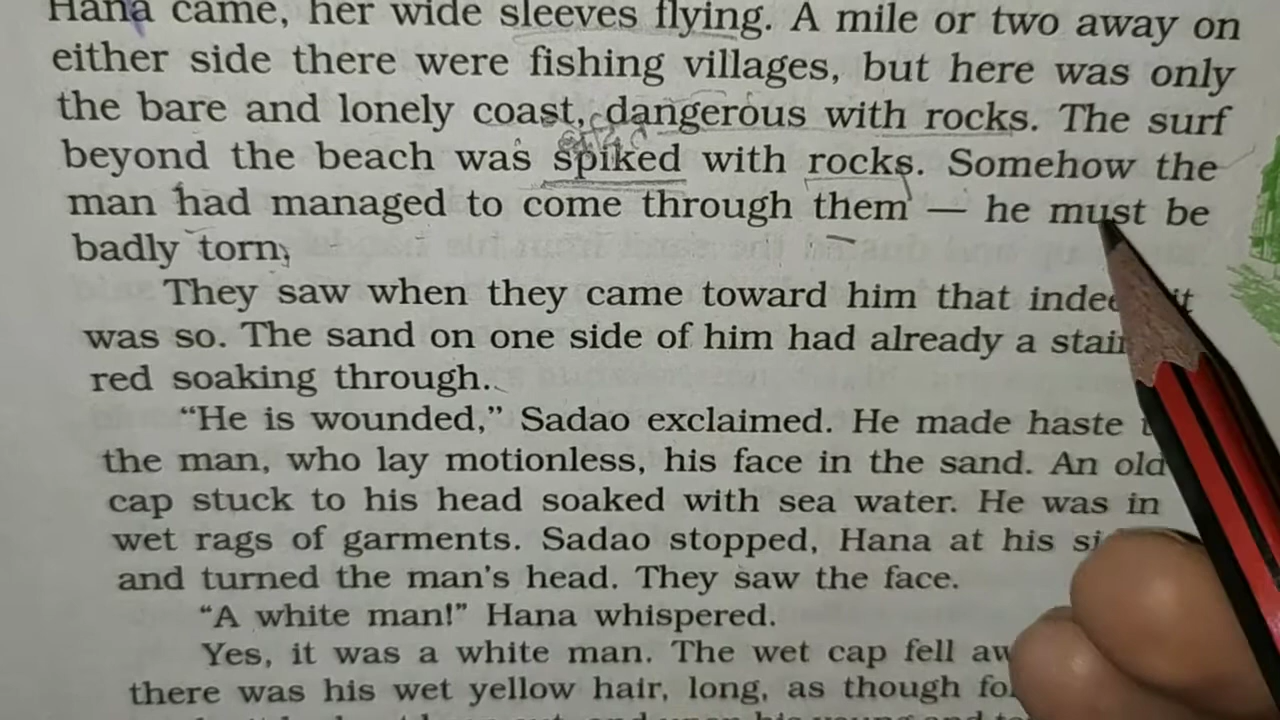 Hana came, her wide sleeves flying. A mile or two away on
either side there were fishing villages, but here was only
the bare and lonely coast, dangerous with rocks. The surf
beyond the beach was spiked with rocks. Somehow the
man had managed to come through them — he must be
badly torn.
They saw when they came toward him that indeed it
was so. The sand on one side of him had already a stain
red soaking through.
“He is wounded,” Sadao exclaimed. He made haste
the man, who lay motionless, his face in the sand. An old
cap stuck to his head soaked with sea water. He was in
wet rags of garments. Sadao stopped, Hana at his
and turned the man's head. They saw the face.
“A white man!” Hana whispered.
Yes, it was a white man. The wet cap fell
there was his wet yellow hair, long, as though